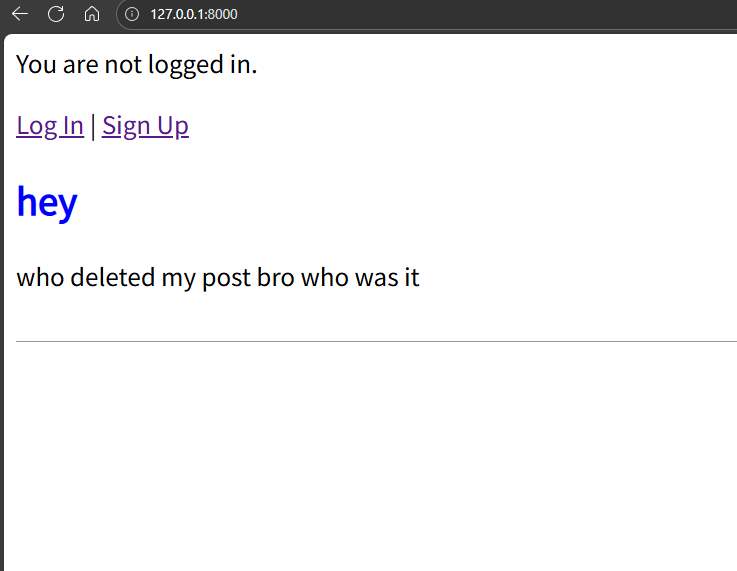 127.0.0.1:8000
You are not logged in.
Log In | Sign Up
hey
who deleted my post bro who was it